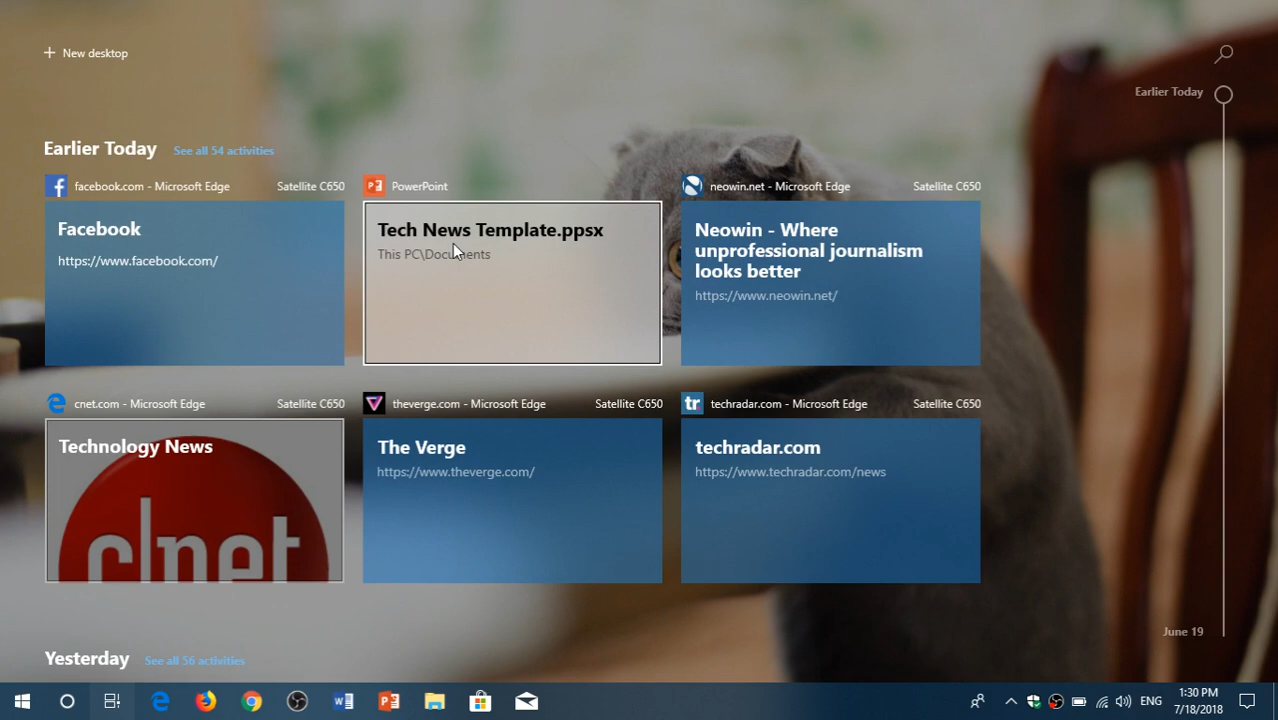 New desktop
Earlier Today
Earlier Today See all 54 activities
facebook.com - Microsoft Edge Satellite C650
Facebook
https://www.facebook.com/
PowerPoint
Tech News Template.ppsx
This PC\Documents
neowin.net - Microsoft Edge Satellite C650
Neowin - Where
unprofessional journalism
looks better
https://www.neowin.net/
cnet.com - Microsoft Edge Satellite C650
Technology News
c|net
theverge.com - Microsoft Edge Satellite C650
The Verge
https://www.theverge.com/
tr techradar.com - Microsoft Edge Satellite C650
techradar.com
https://www.techradar.com/news
June 19
Yesterday See all 56 activities
ENG
1:30 PM
7/18/2018